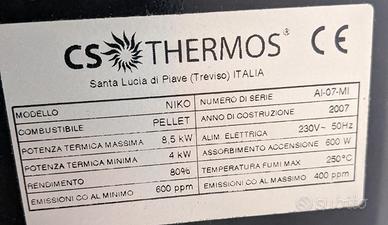 CS THERMOS® CE
Santa Lucia di Piave (Treviso) ITALIA
MODELLO NIKO NUMERO DI SERIE AI-07-MI
COMBUSTIBILE PELLET ANNO DI COSTRUZIONE 2007
POTENZA TERMICA MASSIMA 8,5 kW ALIM. ELETTRICA 230V~ 50Hz
POTENZA TERMICA MINIMA 4 kW ASSORBIMENTO ACCENSIONE 600 W
RENDIMENTO 80% TEMPERATURA FUMI MAX 250°C
EMISSIONI CO AL MINIMO 600 ppm EMISSIONI CO AL MASSIMO 400 ppm
subito